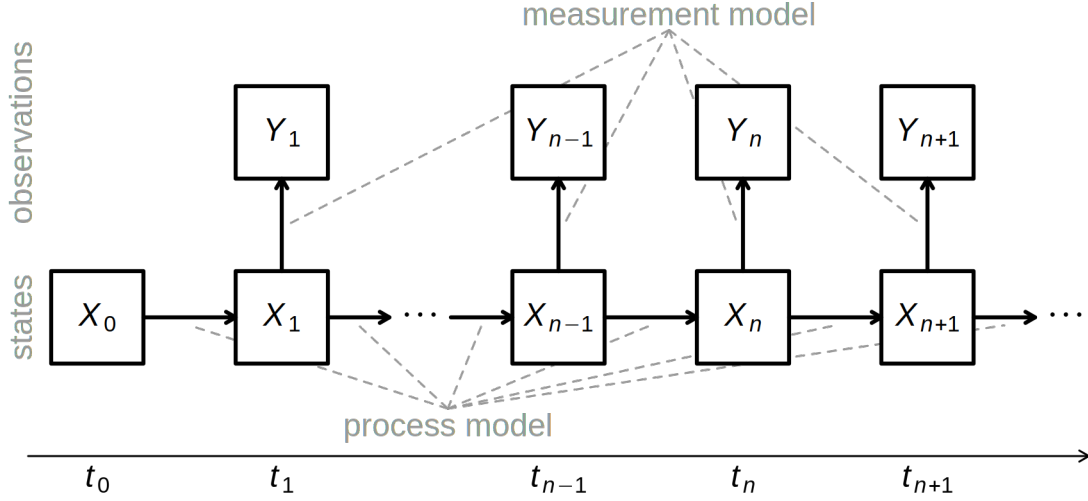 measurement model
observations
Y₁ Yₙ₋₁ Yₙ Yₙ₊₁
states
X₀ X₁ ⋯ Xₙ₋₁ Xₙ Xₙ₊₁ ⋯
process model
t₀ t₁ tₙ₋₁ tₙ tₙ₊₁